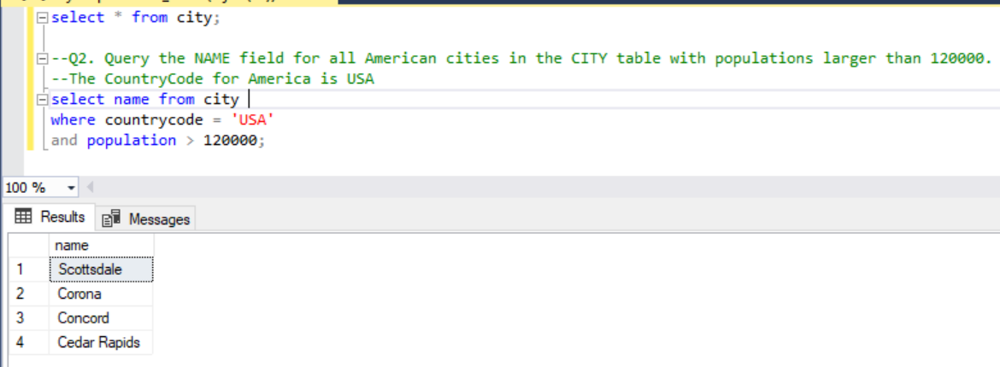 select * from city;
--Q2. Query the NAME field for all American cities in the CITY table with populations larger than 120000.
--The CountryCode for America is USA
select name from city
where countrycode = 'USA'
and population > 120000;
100 %
Results Messages
name
1 Scottsdale
2 Corona
3 Concord
4 Cedar Rapids